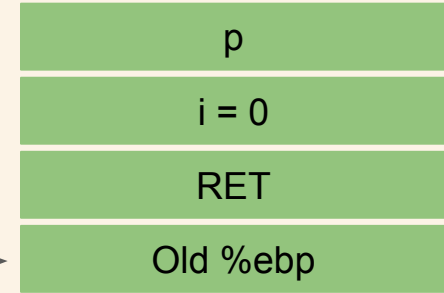 p
i = 0
RET
Old %ebp